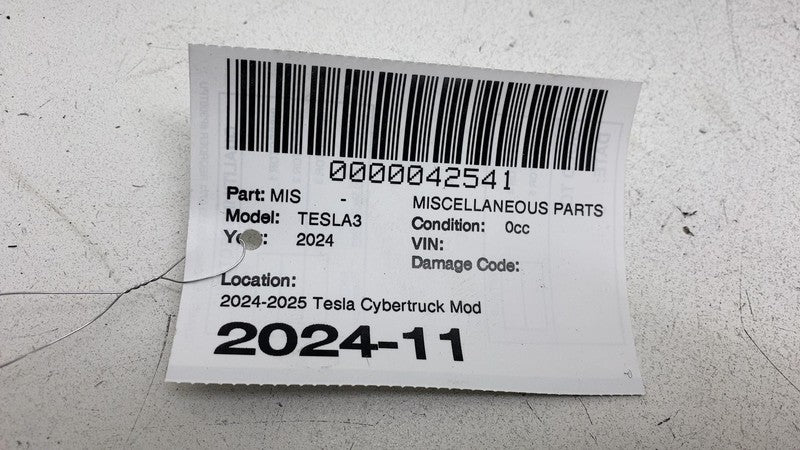 0000042541
Part: MIS - MISCELLANEOUS PARTS
Model: TESLA3 Condition: 0cc
2024 VIN:
Damage Code:
Location:
2024-2025 Tesla Cybertruck Mod
2024-11